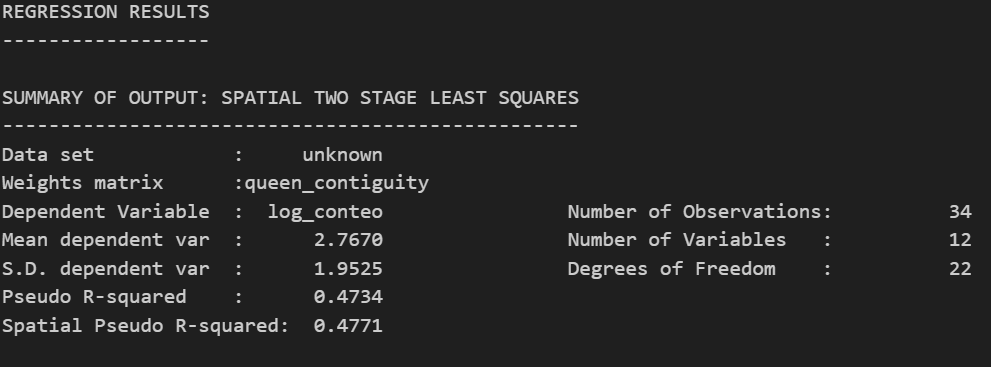 REGRESSION RESULTS
------------------
SUMMARY OF OUTPUT: SPATIAL TWO STAGE LEAST SQUARES
--------------------------------------------------
Data set            :     unknown
Weights matrix      :queen_contiguity
Dependent Variable  :  log_conteo                Number of Observations:          34
Mean dependent var  :      2.7670                Number of Variables   :          12
S.D. dependent var  :      1.9525                Degrees of Freedom    :          22
Pseudo R-squared    :      0.4734
Spatial Pseudo R-squared:  0.4771